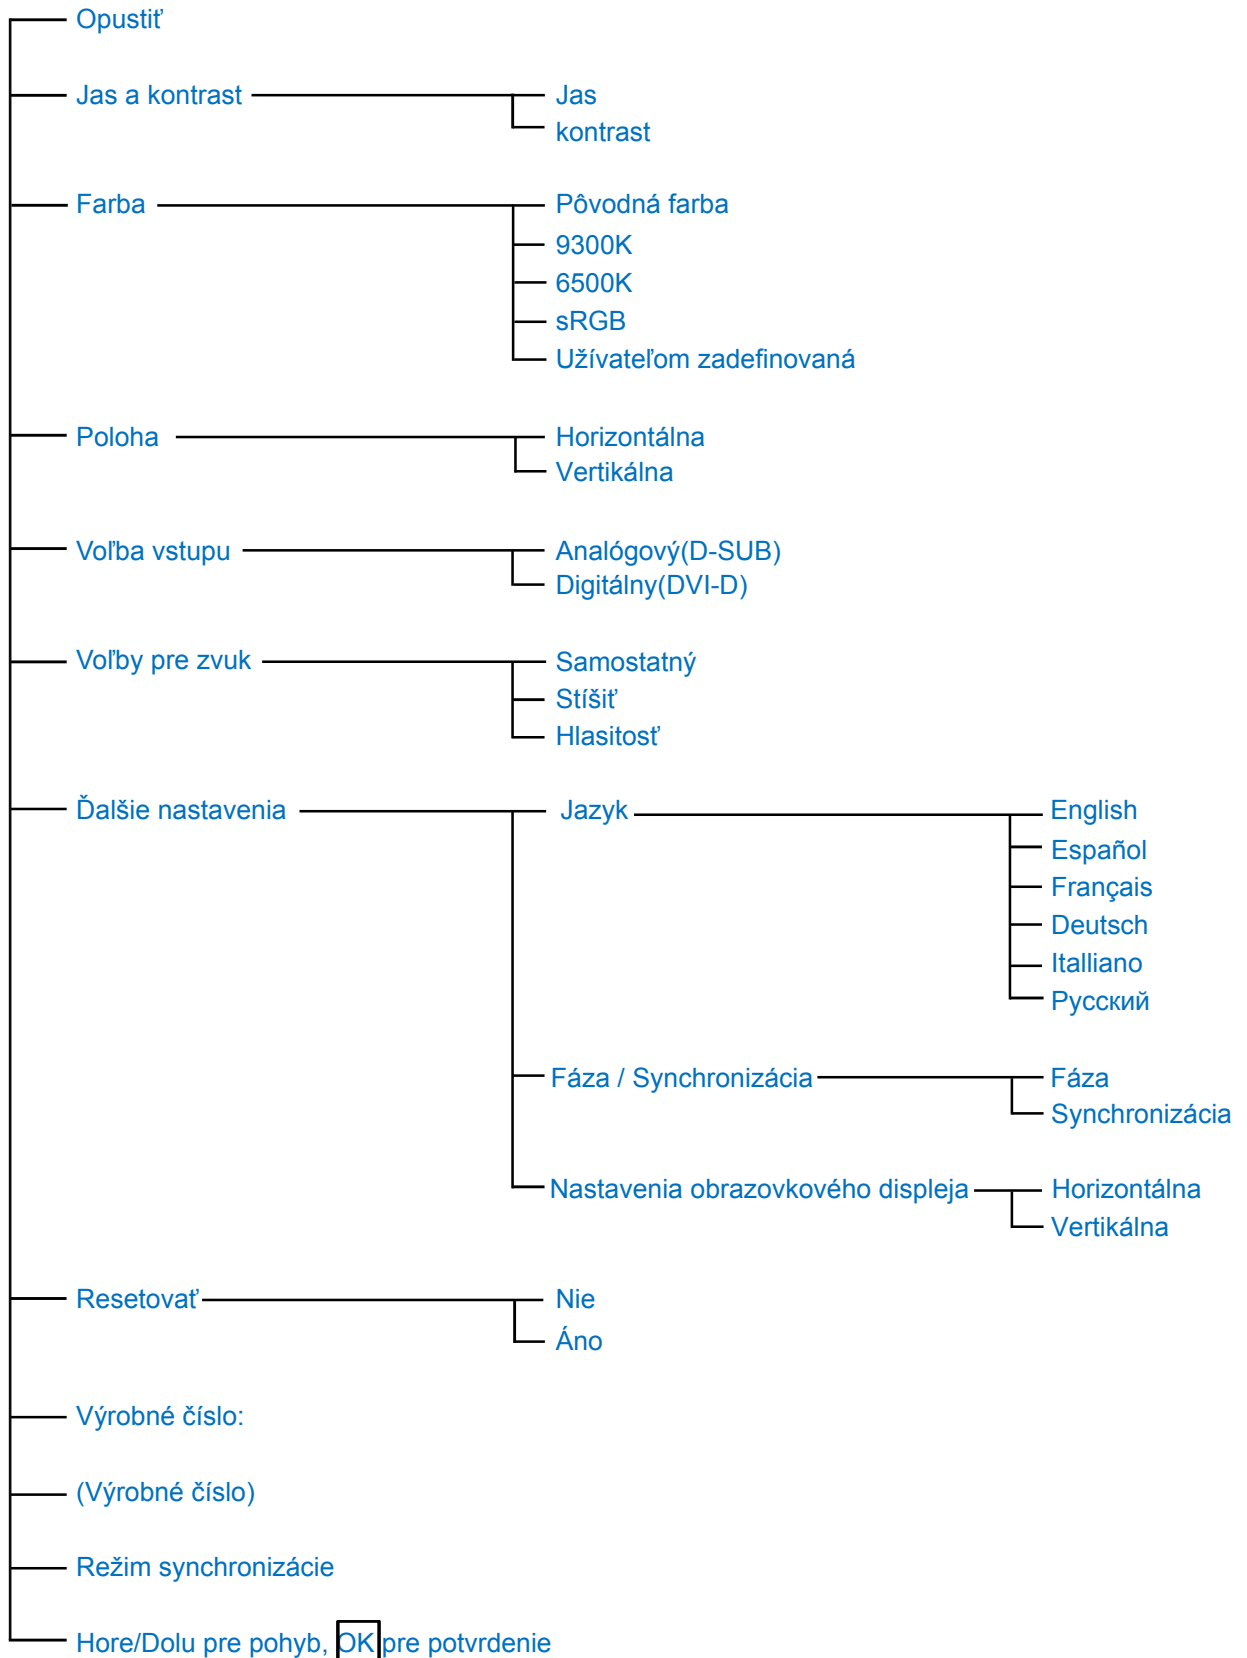 Opustiť
Jas a kontrast
Jas
kontrast
Farba
Pôvodná farba
9300K
6500K
sRGB
Užívateľom zadefinovaná
Poloha
Horizontálna
Vertikálna
Voľba vstupu
Analógový(D-SUB)
Digitálny(DVI-D)
Voľby pre zvuk
Samostatný
Stíšiť
Hlasitosť
Ďalšie nastavenia
Jazyk
English
Español
Français
Deutsch
Italliano
Русский
Fáza / Synchronizácia
Fáza
Synchronizácia
Nastavenia obrazovkového displeja
Horizontálna
Vertikálna
Resetovať
Nie
Áno
Výrobné číslo:
(Výrobné číslo)
Režim synchronizácie
Hore/Dolu pre pohyb, OK pre potvrdenie